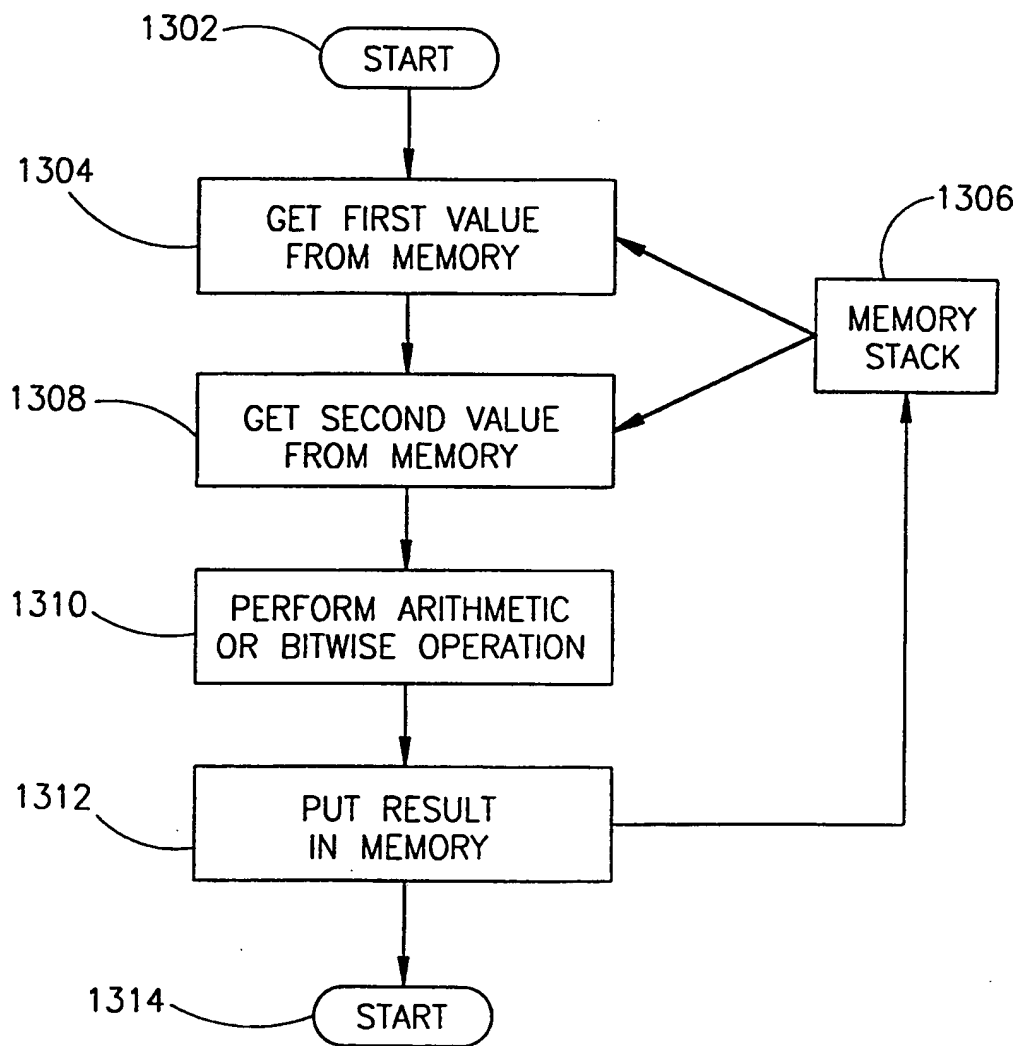 1302
START
1304
GET FIRST VALUE
FROM MEMORY
1306
MEMORY
STACK
1308
GET SECOND VALUE
FROM MEMORY
1310
PERFORM ARITHMETIC
OR BITWISE OPERATION
1312
PUT RESULT
IN MEMORY
1314
START